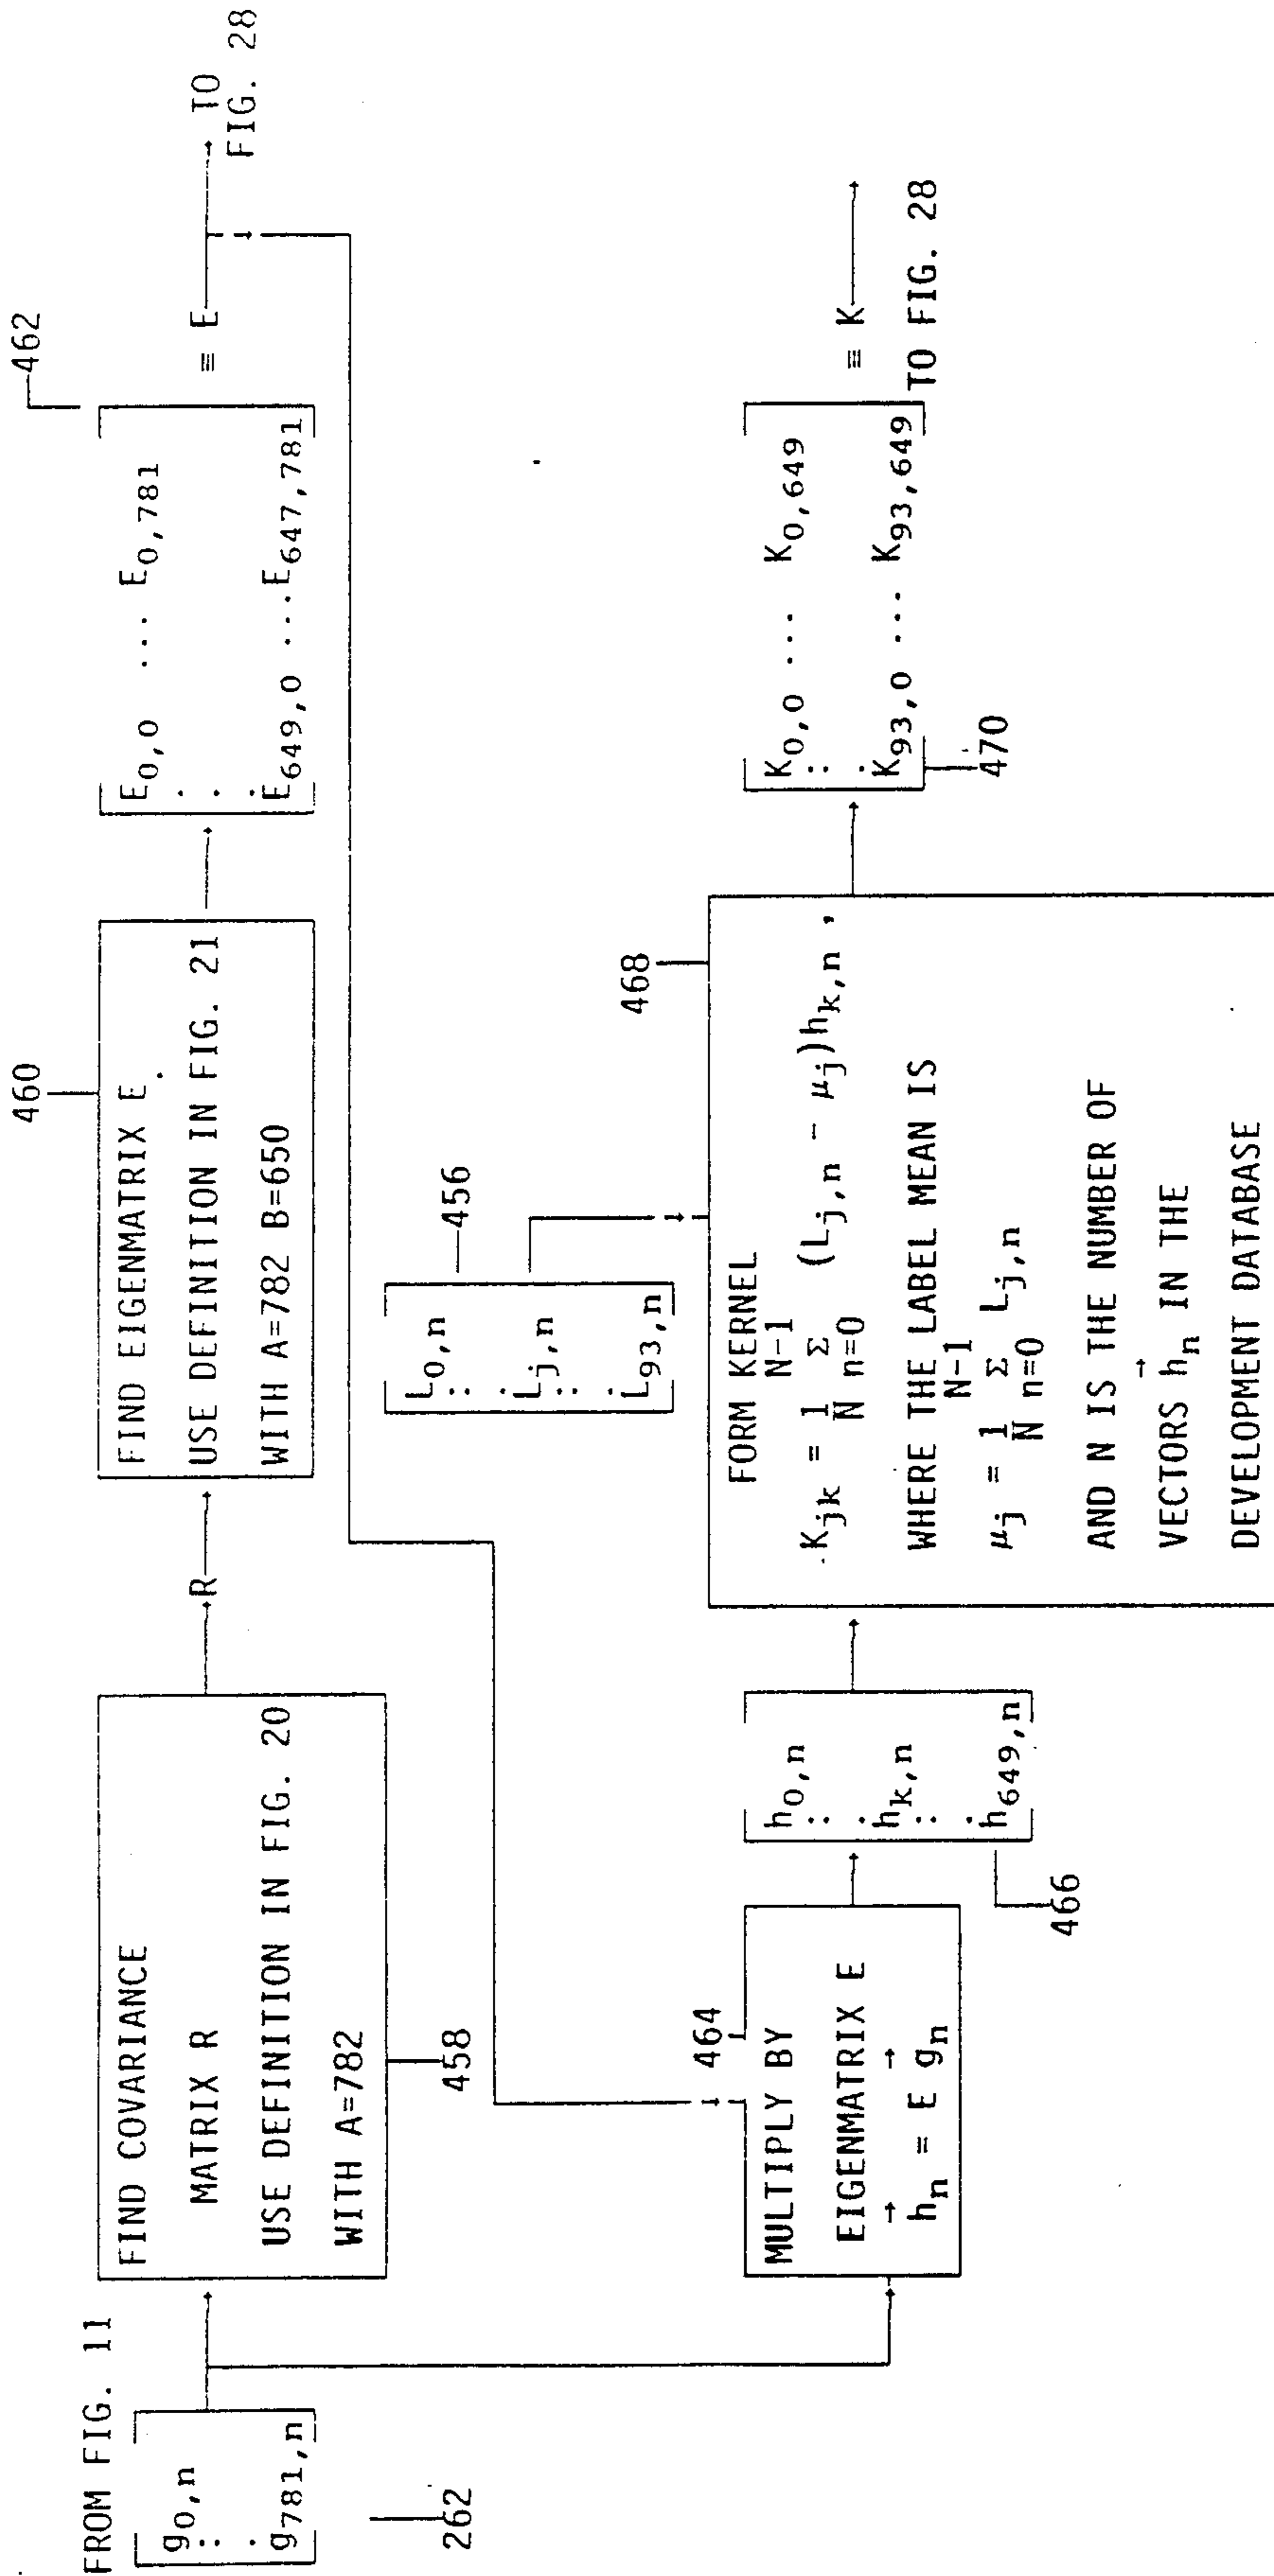 FROM FIG. 11
g0,n
:
.
g781,n
262
FIND COVARIANCE
MATRIX R
USE DEFINITION IN FIG. 20
WITH A=782
458
R
460
FIND EIGENMATRIX E
USE DEFINITION IN FIG. 21
WITH A=782 B=650
462
E0,0 ... E0,781
.
.
.
E649,0 ...E647,781
≡ E
TO
FIG. 28
456
L0,n
:
.
Lj,n
:
.
L93,n
464
MULTIPLY BY
EIGENMATRIX E
→ →
hn = E gn
h0,n
:
.
hk,n
:
.
h649,n
466
468
FORM KERNEL
N-1
Kjk = 1/N Σ (Lj,n - μj)hk,n ,
n=0
WHERE THE LABEL MEAN IS
N-1
μj = 1/N Σ Lj,n
n=0
AND N IS THE NUMBER OF
→
VECTORS hn IN THE
DEVELOPMENT DATABASE
K0,0 ... K0,649
:
.
K93,0 ... K93,649
470
≡ K
TO FIG. 28